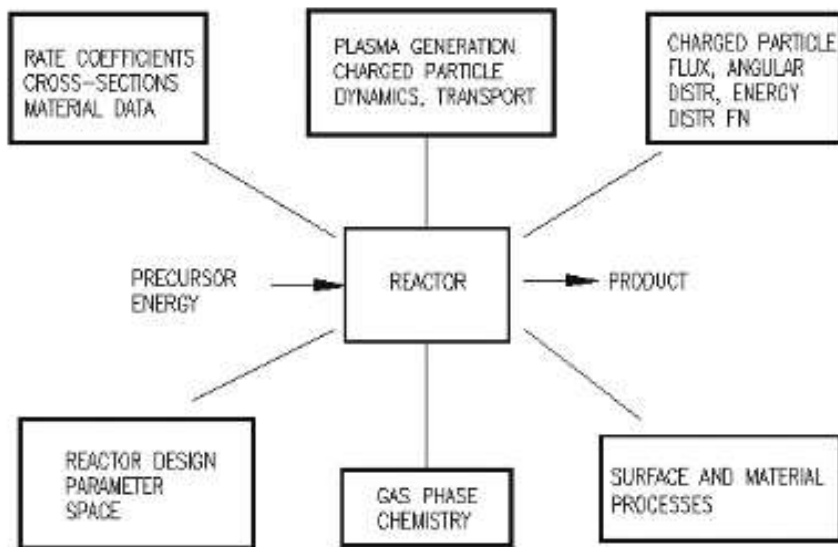 RATE COEFFICIENTS
CROSS-SECTIONS
MATERIAL DATA
PLASMA GENERATION
CHARGED PARTICLE
DYNAMICS, TRANSPORT
CHARGED PARTICLE
FLUX, ANGULAR
DISTR, ENERGY
DISTR FN
PRECURSOR
ENERGY
REACTOR
PRODUCT
REACTOR DESIGN
PARAMETER
SPACE
GAS PHASE
CHEMISTRY
SURFACE AND MATERIAL
PROCESSES